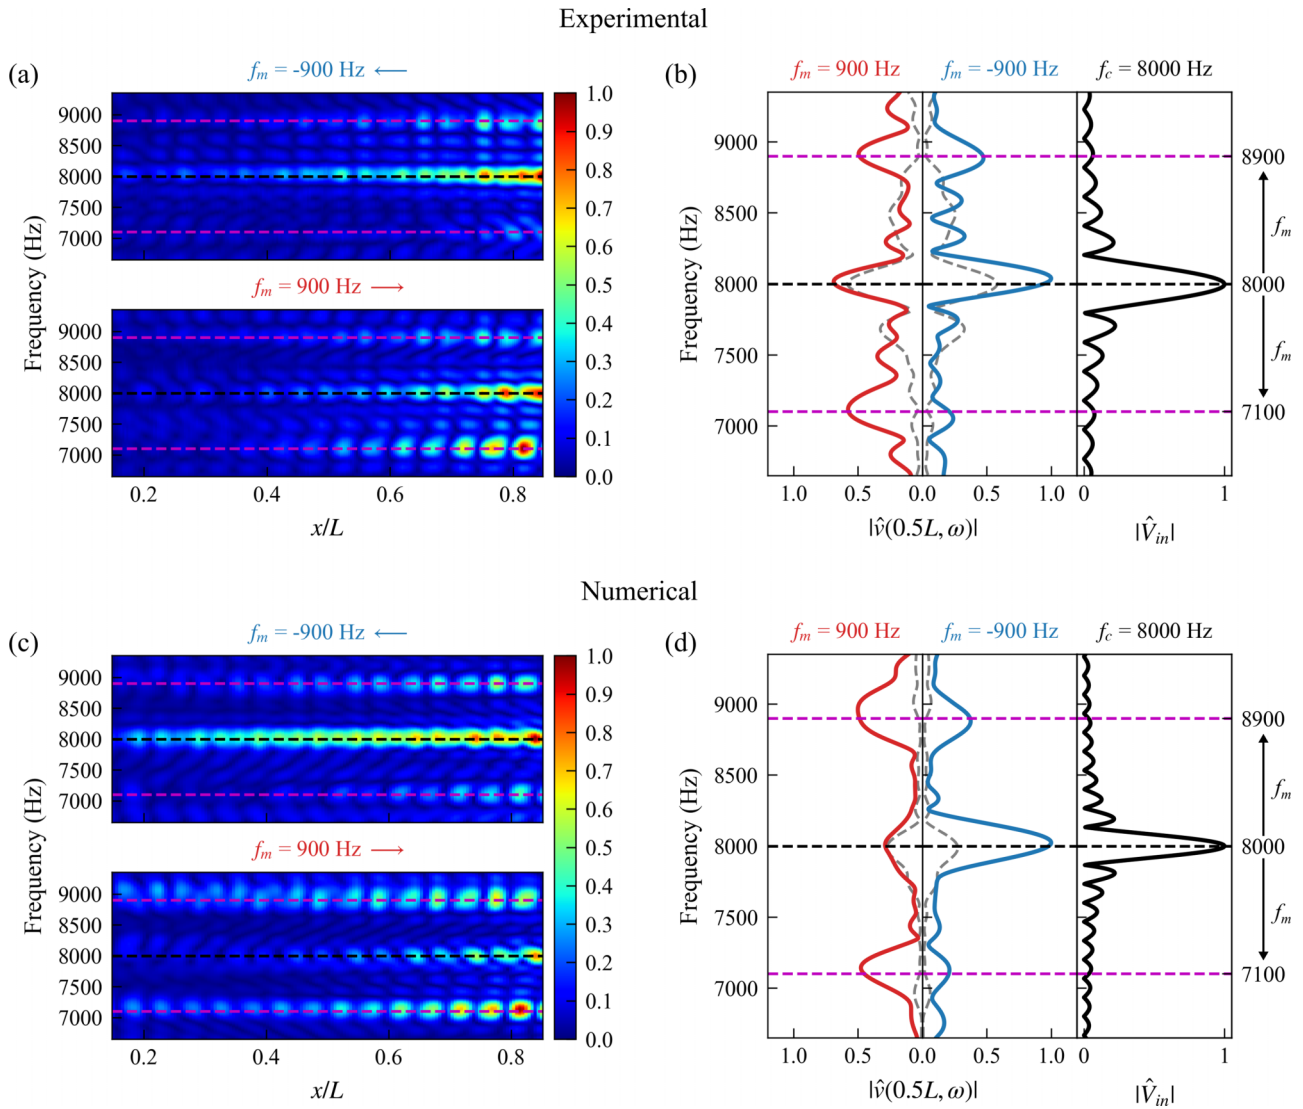 Experimental
(a)
fm = -900 Hz ←
9000
8500
8000
7500
7000
fm = 900 Hz →
9000
8500
8000
7500
7000
Frequency (Hz)
0.2 0.4 0.6 0.8
x/L
1.0
0.9
0.8
0.7
0.6
0.5
0.4
0.3
0.2
0.1
0.0
(b)
fm = 900 Hz fm = -900 Hz fc = 8000 Hz
9000
8500
8000
7500
7000
Frequency (Hz)
8900
fm
8000
fm
7100
1.0 0.5 0.0 0.5 1.0 0 1
|v̂(0.5L, ω)| |V̂in|
Numerical
(c)
fm = -900 Hz ←
9000
8500
8000
7500
7000
fm = 900 Hz →
9000
8500
8000
7500
7000
Frequency (Hz)
0.2 0.4 0.6 0.8
x/L
1.0
0.9
0.8
0.7
0.6
0.5
0.4
0.3
0.2
0.1
0.0
(d)
fm = 900 Hz fm = -900 Hz fc = 8000 Hz
9000
8500
8000
7500
7000
Frequency (Hz)
8900
fm
8000
fm
7100
1.0 0.5 0.0 0.5 1.0 0 1
|v̂(0.5L, ω)| |V̂in|